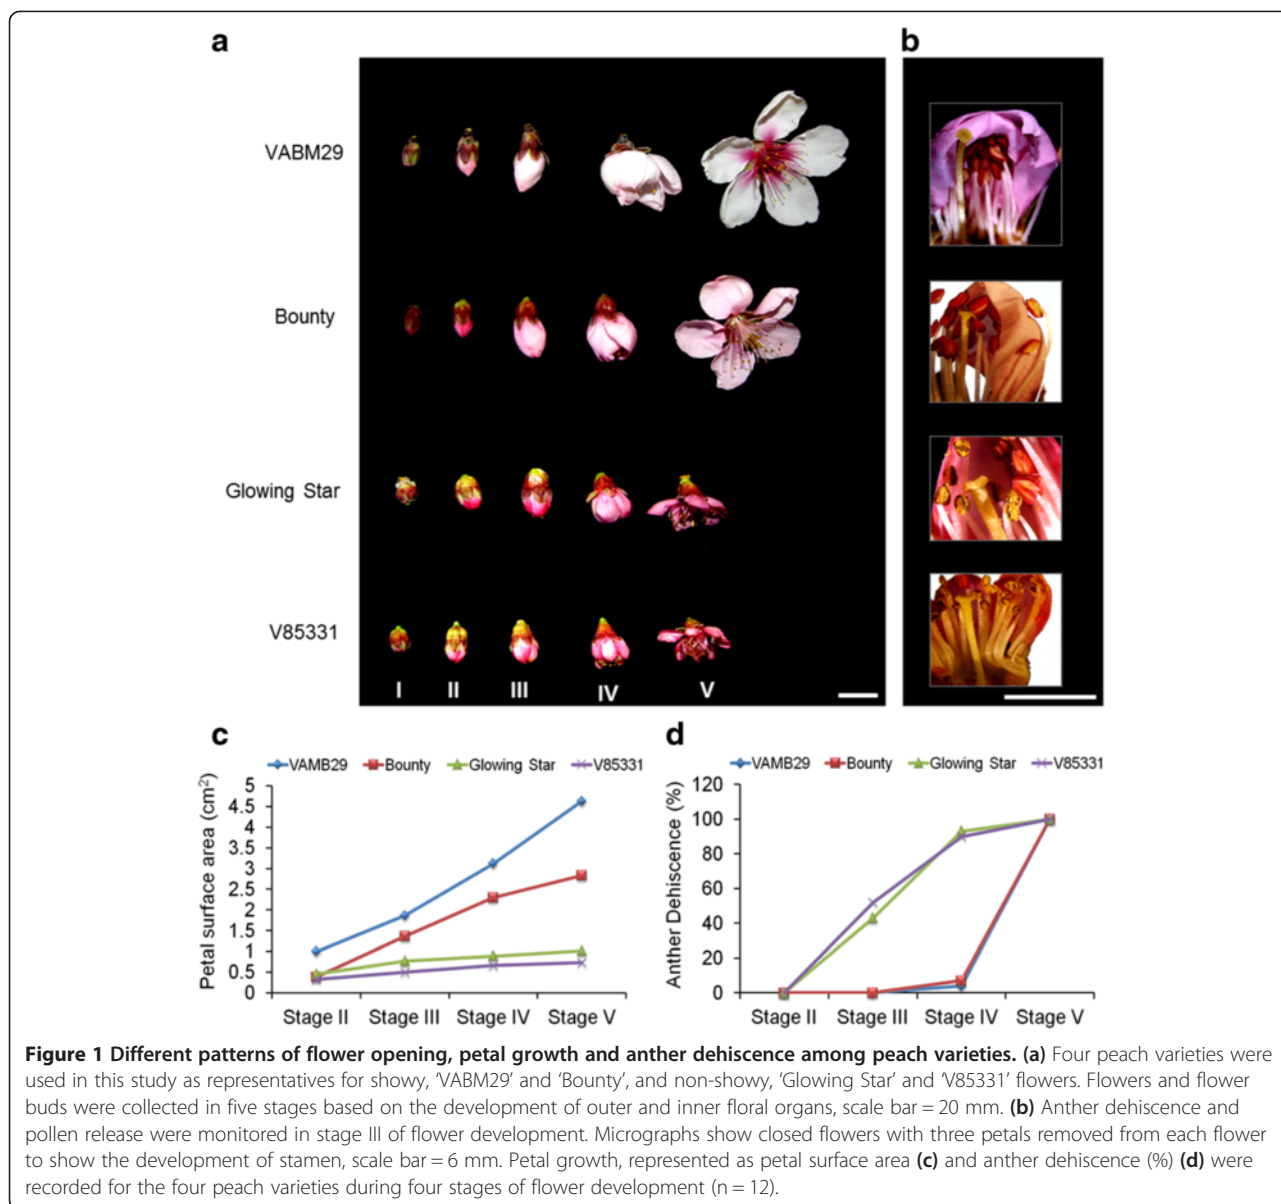 a
b
VABM29
Bounty
Glowing Star
V85331
I II III IV V
c
VAMB29 Bounty Glowing Star V85331
Petal surface area (cm²)
5
4.5
4
3.5
3
2.5
2
1.5
1
0.5
0
Stage II Stage III Stage IV Stage V
d
VAMB29 Bounty Glowing Star V85331
Anther Dehiscence (%)
120
100
80
60
40
20
0
Stage II Stage III Stage IV Stage V
Figure 1 Different patterns of flower opening, petal growth and anther dehiscence among peach varieties. (a) Four peach varieties were
used in this study as representatives for showy, ‘VABM29’ and ‘Bounty’, and non-showy, ‘Glowing Star’ and ‘V85331’ flowers. Flowers and flower
buds were collected in five stages based on the development of outer and inner floral organs, scale bar = 20 mm. (b) Anther dehiscence and
pollen release were monitored in stage III of flower development. Micrographs show closed flowers with three petals removed from each flower
to show the development of stamen, scale bar = 6 mm. Petal growth, represented as petal surface area (c) and anther dehiscence (%) (d) were
recorded for the four peach varieties during four stages of flower development (n = 12).